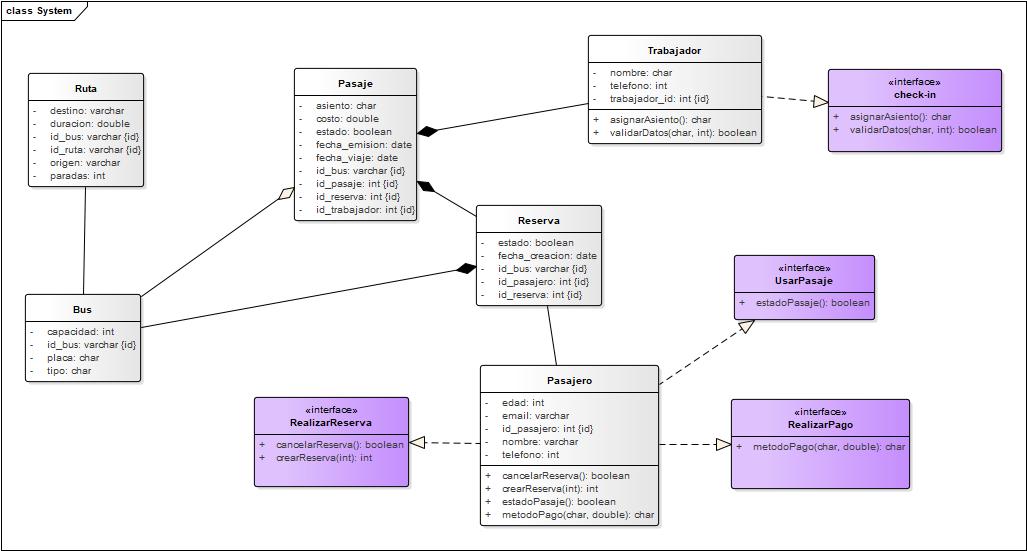 class System
Ruta
- destino: varchar
- duracion: double
- id_bus: varchar {id}
- id_ruta: varchar {id}
- origen: varchar
- paradas: int
Pasaje
- asiento: char
- costo: double
- estado: boolean
- fecha_emision: date
- fecha_viaje: date
- id_bus: varchar {id}
- id_pasaje: int {id}
- id_reserva: int {id}
- id_trabajador: int {id}
Trabajador
- nombre: char
- telefono: int
- trabajador_id: int {id}
+ asignarAsiento(): char
+ validarDatos(char, int): boolean
«interface»
check-in
+ asignarAsiento(): char
+ validarDatos(char, int): boolean
Reserva
- estado: boolean
- fecha_creacion: date
- id_bus: varchar {id}
- id_pasajero: int {id}
- id_reserva: int {id}
«interface»
UsarPasaje
+ estadoPasaje(): boolean
Bus
- capacidad: int
- id_bus: varchar {id}
- placa: char
- tipo: char
Pasajero
- edad: int
- email: varchar
- id_pasajero: int {id}
- nombre: varchar
- telefono: int
+ cancelarReserva(): boolean
+ crearReserva(int): int
+ estadoPasaje(): boolean
+ metodoPago(char, double): char
«interface»
RealizarReserva
+ cancelarReserva(): boolean
+ crearReserva(int): int
«interface»
RealizarPago
+ metodoPago(char, double): char